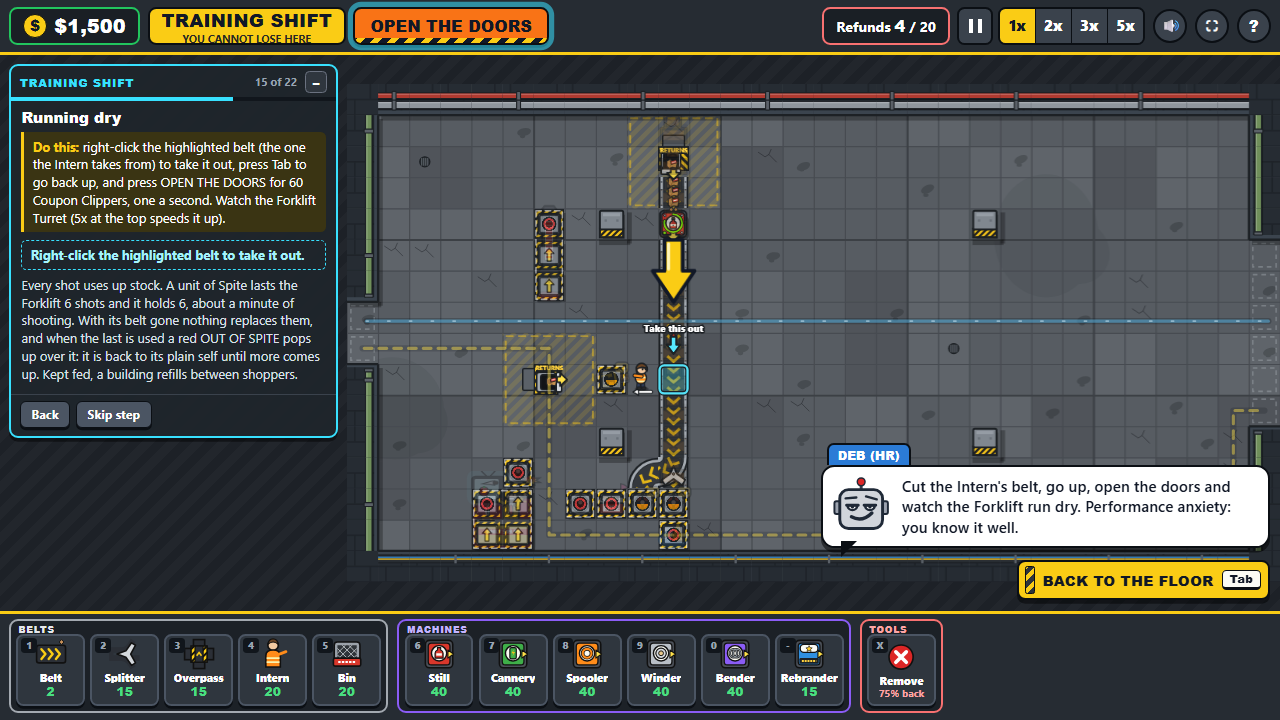 $ $1,500
TRAINING SHIFT
YOU CANNOT LOSE HERE
OPEN THE DOORS
Refunds 4 / 20
1x
2x
3x
5x
?
TRAINING SHIFT
15 of 22
–
Running dry
Do this: right-click the highlighted belt (the one
the Intern takes from) to take it out, press Tab to
go back up, and press OPEN THE DOORS for 60
Coupon Clippers, one a second. Watch the Forklift
Turret (5x at the top speeds it up).
Right-click the highlighted belt to take it out.
Every shot uses up stock. A unit of Spite lasts the
Forklift 6 shots and it holds 6, about a minute of
shooting. With its belt gone nothing replaces them,
and when the last is used a red OUT OF SPITE pops
up over it: it is back to its plain self until more comes
up. Kept fed, a building refills between shoppers.
Back
Skip step
RETURNS
Take this out
RETURNS
DEB (HR)
Cut the Intern's belt, go up, open the doors and
watch the Forklift run dry. Performance anxiety:
you know it well.
BACK TO THE FLOOR Tab
BELTS
1
Belt
2
2
Splitter
15
3
Overpass
15
4
Intern
20
5
Bin
20
MACHINES
6
Still
40
7
Cannery
40
8
Spooler
40
9
Winder
40
0
Bender
40
-
Rebrander
15
TOOLS
X
Remove
75% back